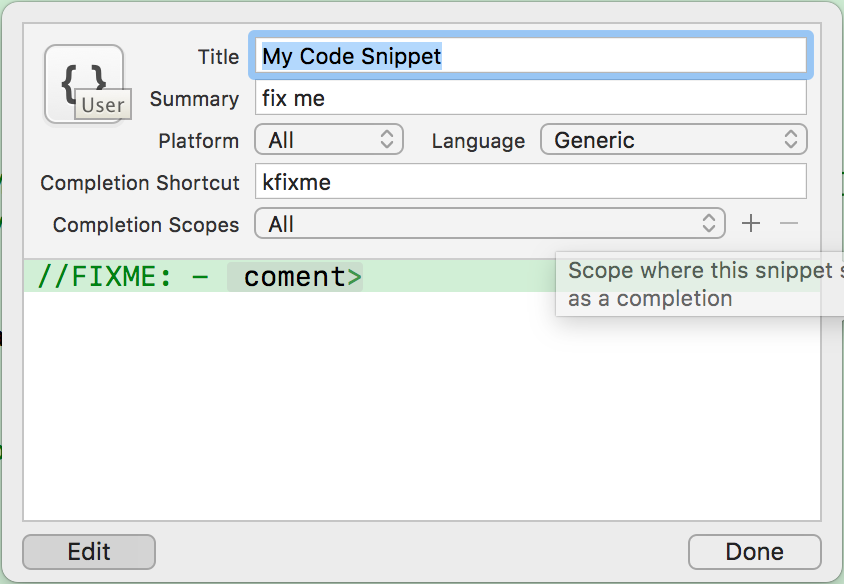 { }
User
Title My Code Snippet
Summary fix me
Platform All Language Generic
Completion Shortcut kfixme
Completion Scopes All
//FIXME: - coment>
Scope where this snippet
as a completion
Edit Done